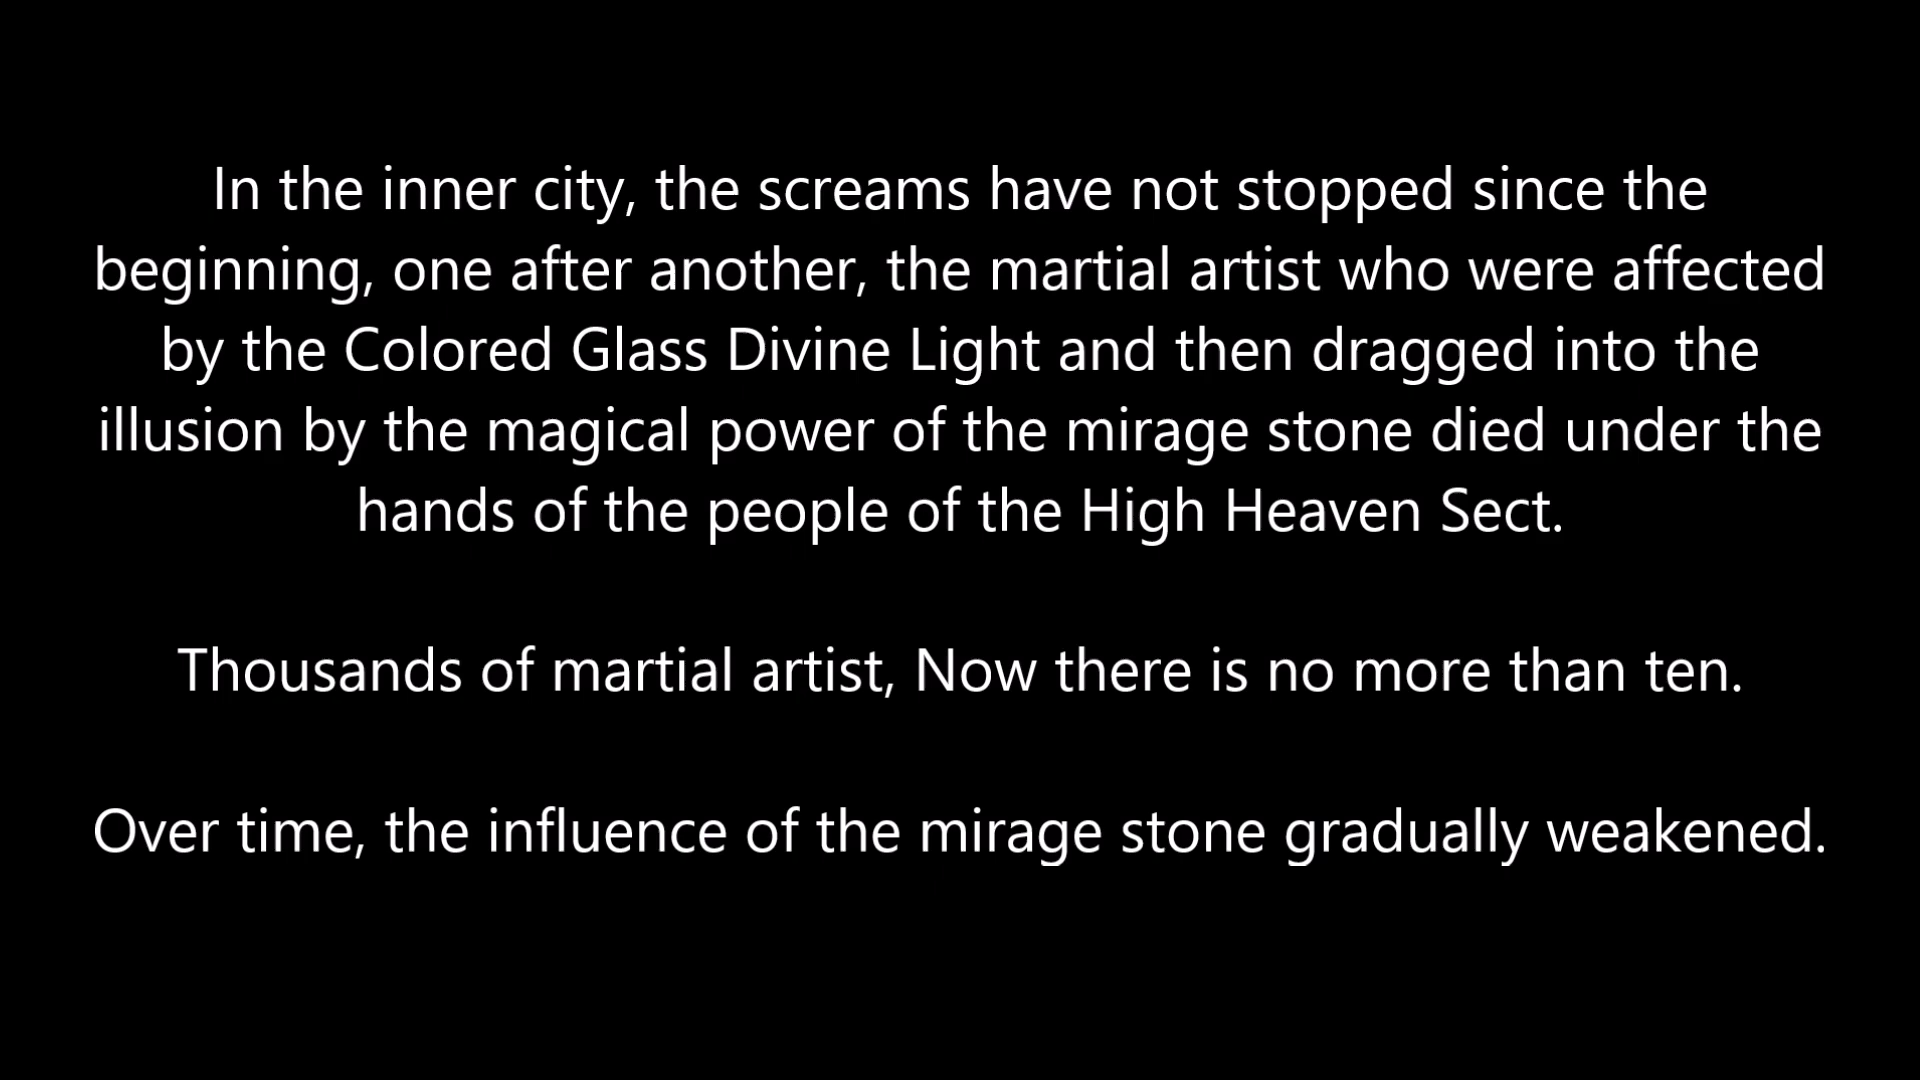 In the inner city, the screams have not stopped since the
beginning, one after another, the martial artist who were affected
by the Colored Glass Divine Light and then dragged into the
illusion by the magical power of the mirage stone died under the
hands of the people of the High Heaven Sect.
Thousands of martial artist, Now there is no more than ten.
Over time, the influence of the mirage stone gradually weakened.